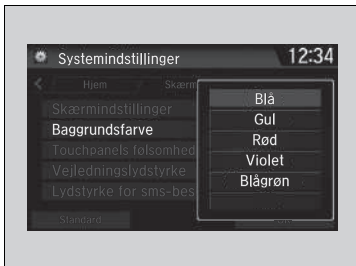 Systemindstillinger
12:34
Hjem
Skærm
Skærmindstillinger
Baggrundsfarve
Touchpanels følsomhed
Vejledningslydstyrke
Lydstyrke for sms-bes
Standard
Blå
Gul
Rød
Violet
Blågrøn